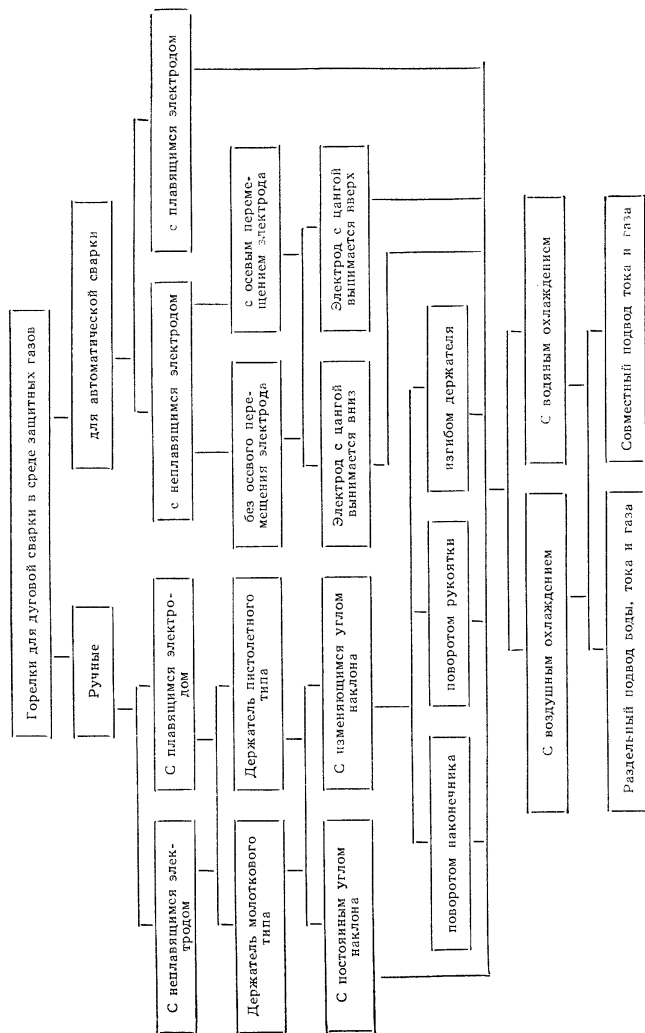 Горелки для дуговой сварки в среде защитных газов
Ручные
для автоматической сварки
С неплавящимся элек-
тродом
С плавящимся электро-
дом
с неплавящимся электродом
с плавящимся электродом
Держатель молоткового
типа
Держатель пистолетного
типа
без осевого пере-
мещения электрода
с осевым переме-
щением электрода
С постоянным углом
наклона
С изменяющимся углом
наклона
Электрод с цангой
вынимается вниз
Электрод с цангой
вынимается вверх
поворотом наконечника
поворотом рукоятки
изгибом держателя
С воздушным охлаждением
С водяным охлаждением
Раздельный подвод воды, тока и газа
Совместный подвод тока и газа